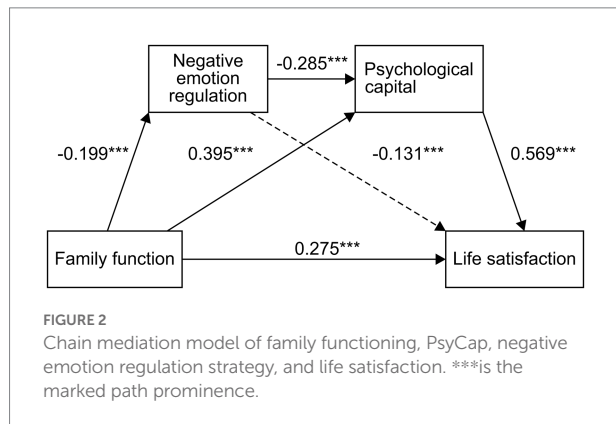 Negative
emotion
regulation
-0.285***
Psychological
capital
-0.199***
0.395***
-0.131***
0.569***
Family function
0.275***
Life satisfaction
FIGURE 2
Chain mediation model of family functioning, PsyCap, negative
emotion regulation strategy, and life satisfaction. ***is the
marked path prominence.